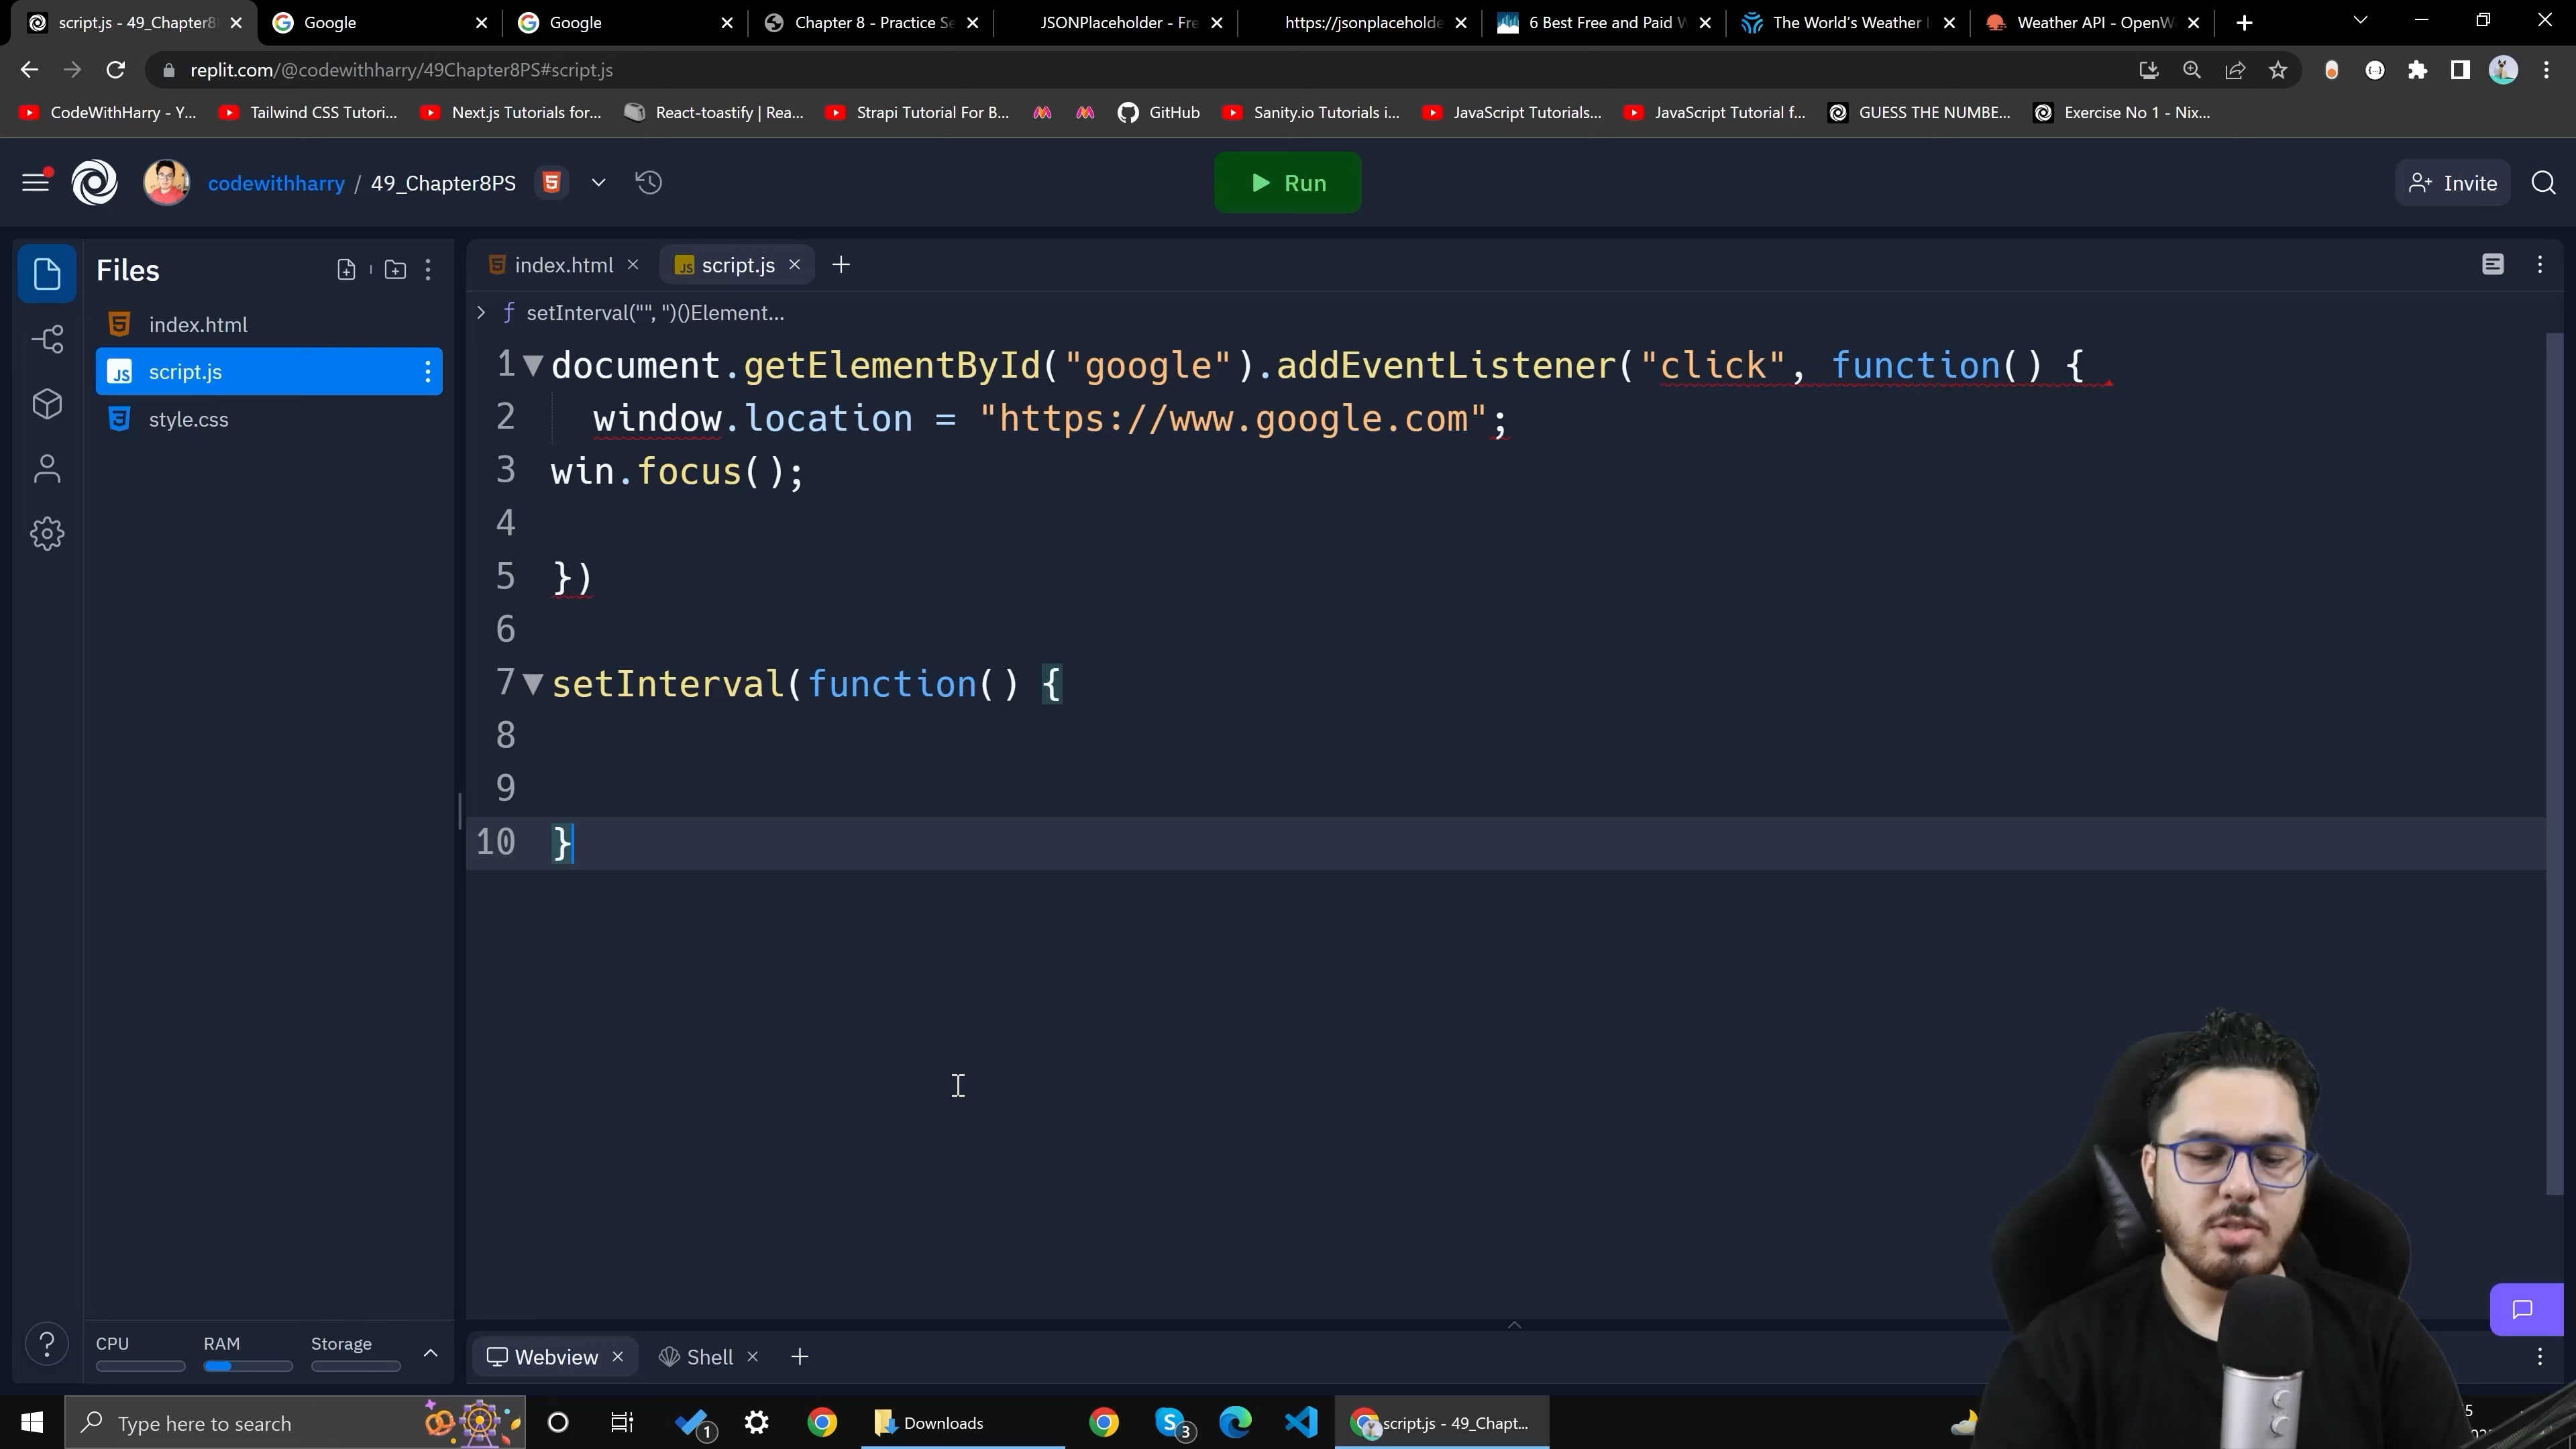 script.js - 49_Chapter8
Google
Google
Chapter 8 - Practice Se
JSONPlaceholder - Fre
https://jsonplaceholde
6 Best Free and Paid W
The World's Weather
Weather API - OpenW
replit.com/@codewithharry/49Chapter8PS#script.js
CodeWithHarry - Y...
Tailwind CSS Tutori...
Next.js Tutorials for...
React-toastify | Rea...
Strapi Tutorial For B...
GitHub
Sanity.io Tutorials i...
JavaScript Tutorials...
JavaScript Tutorial f...
GUESS THE NUMBE...
Exercise No 1 - Nix...
codewithharry / 49_Chapter8PS
Run
Invite
Files
index.html
script.js
style.css
index.html
script.js
setInterval("", ")()Element...
1 document.getElementById("google").addEventListener("click", function() {
2 window.location = "https://www.google.com";
3 win.focus();
4
5 })
6
7 setInterval(function() {
8
9
10 }
CPU
RAM
Storage
Webview
Shell
Type here to search
1
Downloads
3
script.js - 49_Chapt...